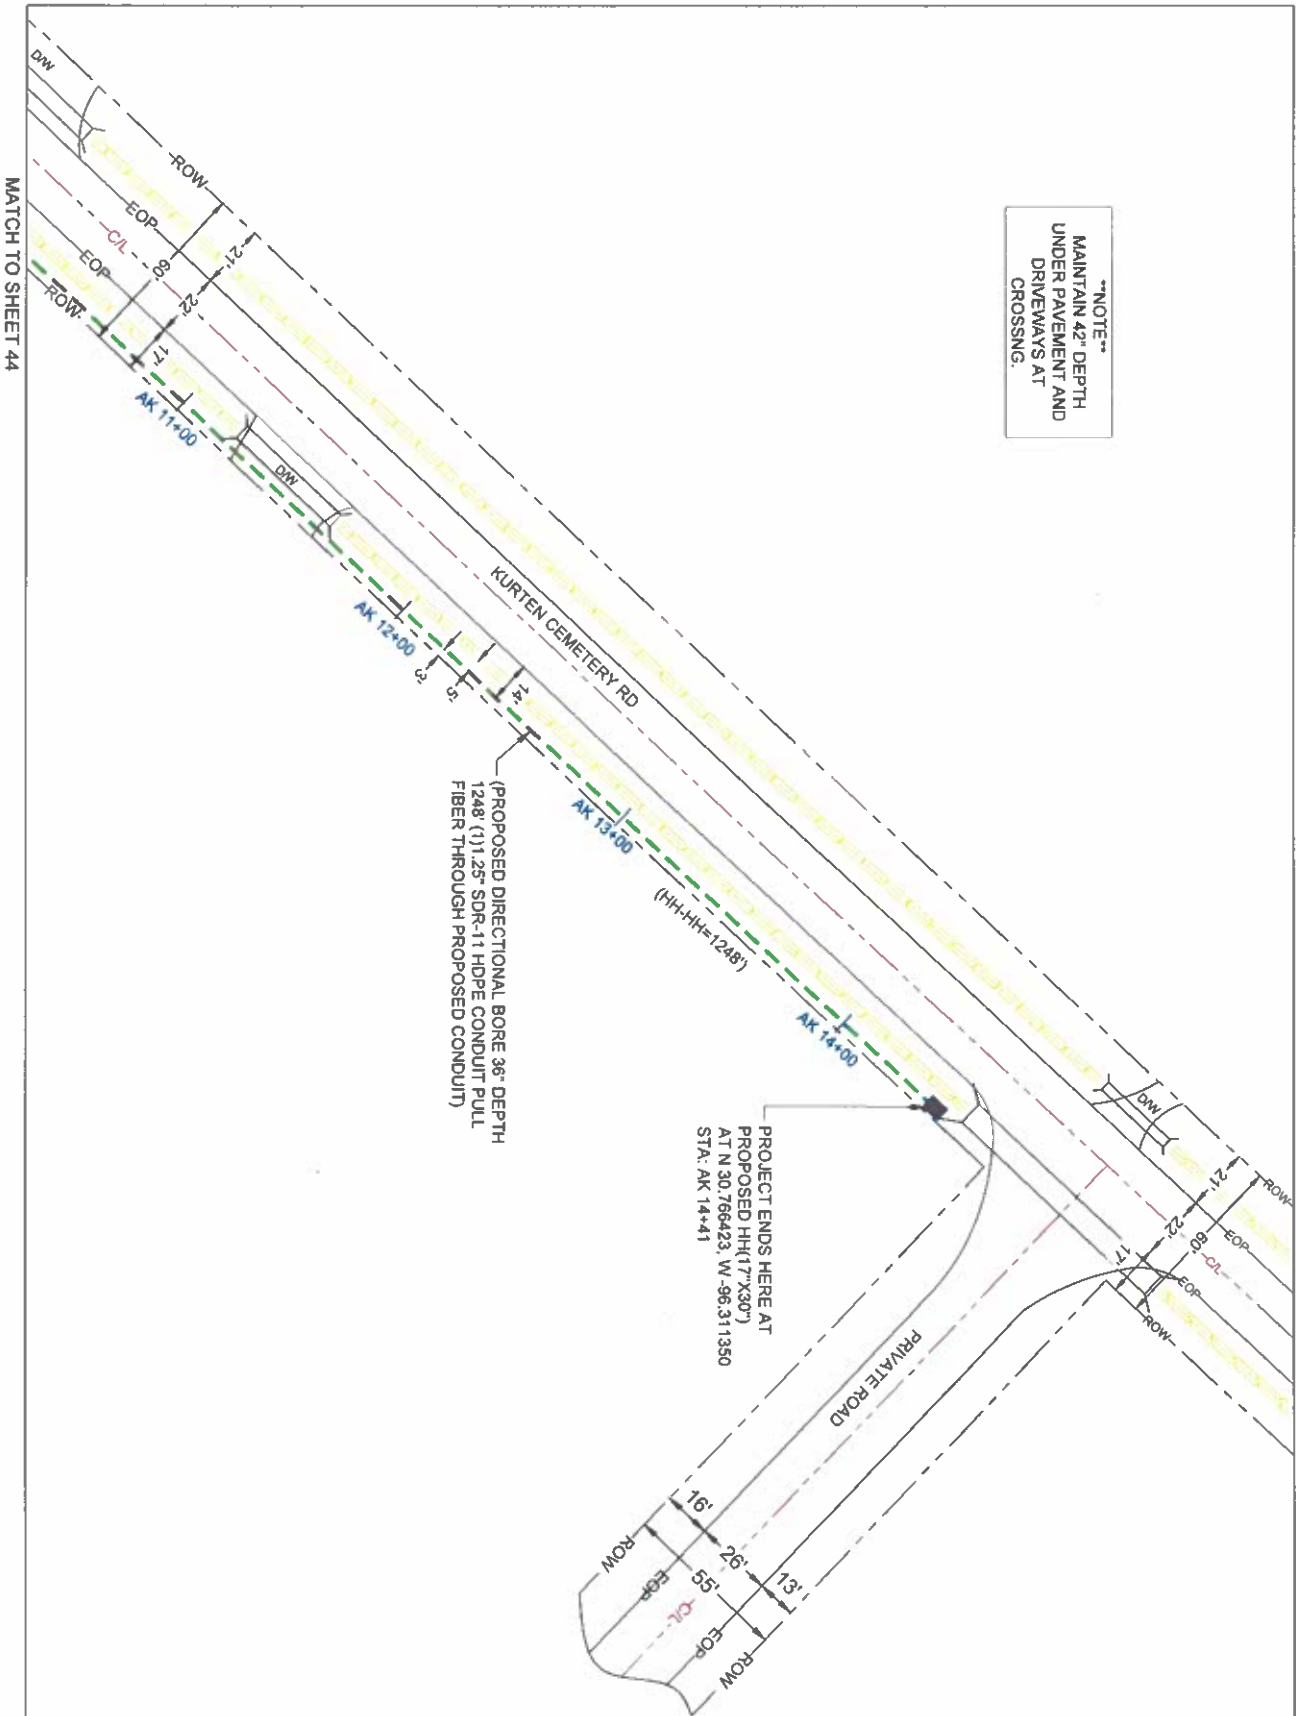 **NOTE**
MAINTAIN 42" DEPTH
UNDER PAVEMENT AND
DRIVEWAYS AT
CROSSNG.
D/W
ROW
EOP
C/L
EOP
ROW
21'
60'
22'
17'
AK 11+00
D/W
AK 12+00
3'
5'
14'
KURTEN CEMETERY RD
(PROPOSED DIRECTIONAL BORE 36" DEPTH
1248' (1)1.25" SDR-11 HDPE CONDUIT PULL
FIBER THROUGH PROPOSED CONDUIT)
AK 13+00
(HH-HH=1248')
AK 14+00
PROJECT ENDS HERE AT
PROPOSED HH(17"X30")
AT N 30.766423, W -96.311350
STA: AK 14+41
D/W
ROW
21'
EOP
22'
60'
C/L
17'
EOP
ROW
PRIVATE ROAD
16'
26'
55'
13'
ROW
EOP
C/L
EOP
ROW
MATCH TO SHEET 44